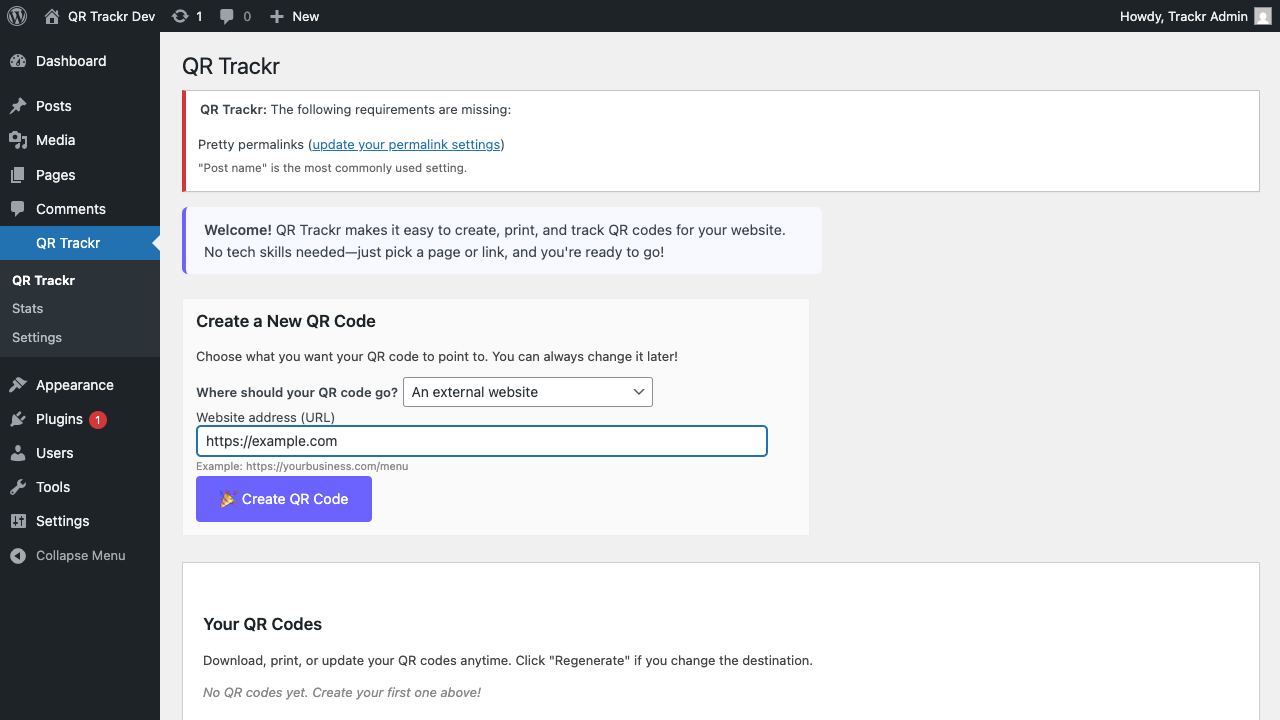 QR Trackr Dev 1 0 New Howdy, Trackr Admin
Dashboard
Posts
Media
Pages
Comments
QR Trackr
QR Trackr
Stats
Settings
Appearance
Plugins 1
Users
Tools
Settings
Collapse Menu
QR Trackr
QR Trackr: The following requirements are missing:
Pretty permalinks (update your permalink settings)
"Post name" is the most commonly used setting.
Welcome! QR Trackr makes it easy to create, print, and track QR codes for your website.
No tech skills needed—just pick a page or link, and you're ready to go!
Create a New QR Code
Choose what you want your QR code to point to. You can always change it later!
Where should your QR code go? An external website
Website address (URL)
https://example.com
Example: https://yourbusiness.com/menu
🎉 Create QR Code
Your QR Codes
Download, print, or update your QR codes anytime. Click "Regenerate" if you change the destination.
No QR codes yet. Create your first one above!